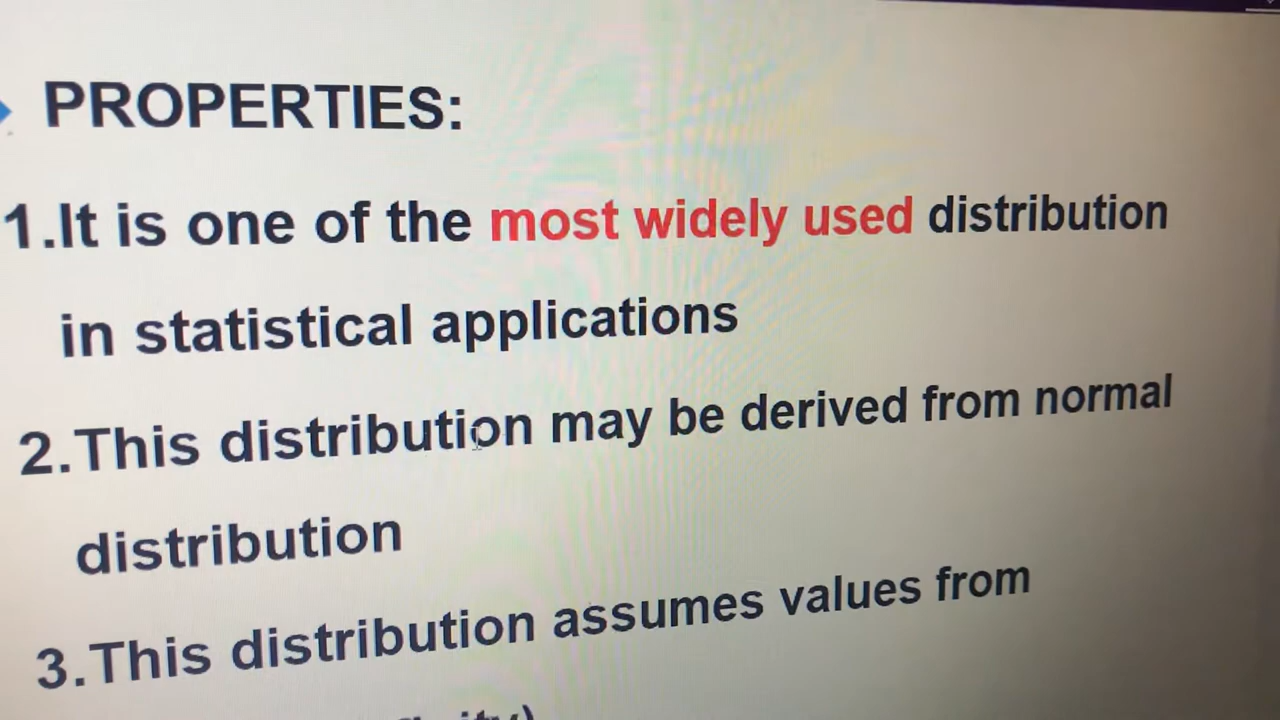 PROPERTIES:
1.It is one of the most widely used distribution
in statistical applications
2.This distribution may be derived from normal
distribution
3.This distribution assumes values from